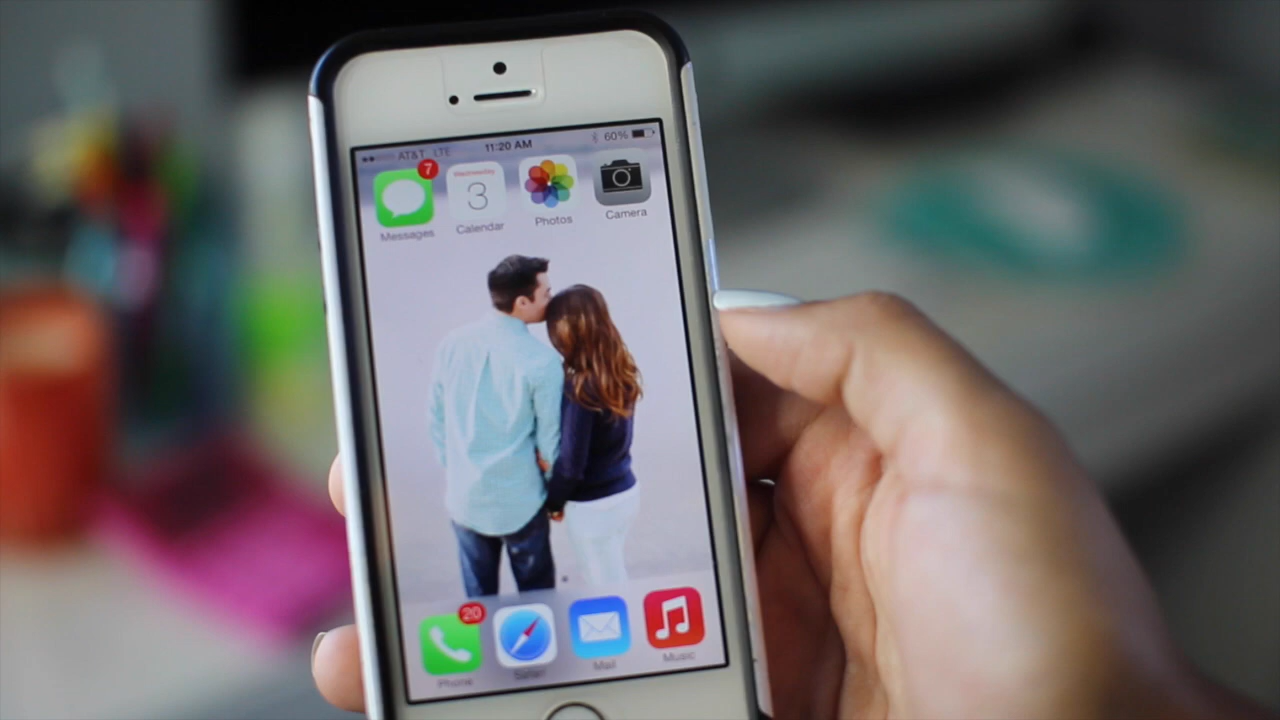 AT&T LTE 11:20 AM 60%
7
Wednesday
3
Messages Calendar Photos Camera
20
Phone Safari Mail Music